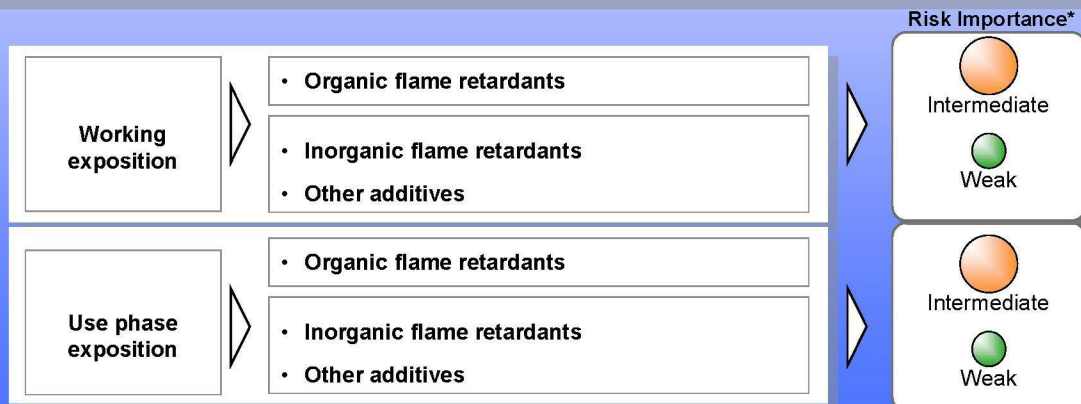 Risk Importance*
Working
exposition
• Organic flame retardants
• Inorganic flame retardants
• Other additives
Intermediate
Weak
Use phase
exposition
• Organic flame retardants
• Inorganic flame retardants
• Other additives
Intermediate
Weak